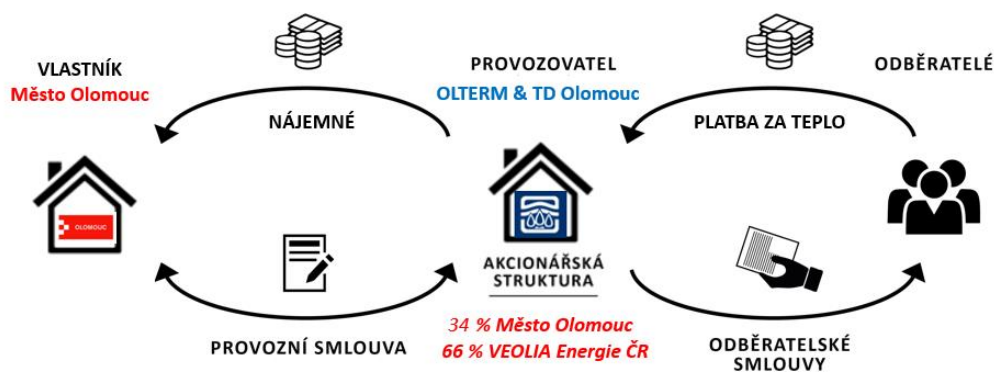 VLASTNÍK
Město Olomouc
NÁJEMNÉ
PROVOZOVATEL
OLTERM & TD Olomouc
PLATBA ZA TEPLO
ODBĚRATELÉ
OLOMOUC
AKCIONÁŘSKÁ
STRUKTURA
34 % Město Olomouc
66 % VEOLIA Energie ČR
PROVOZNÍ SMLOUVA
ODBĚRATELSKÉ
SMLOUVY